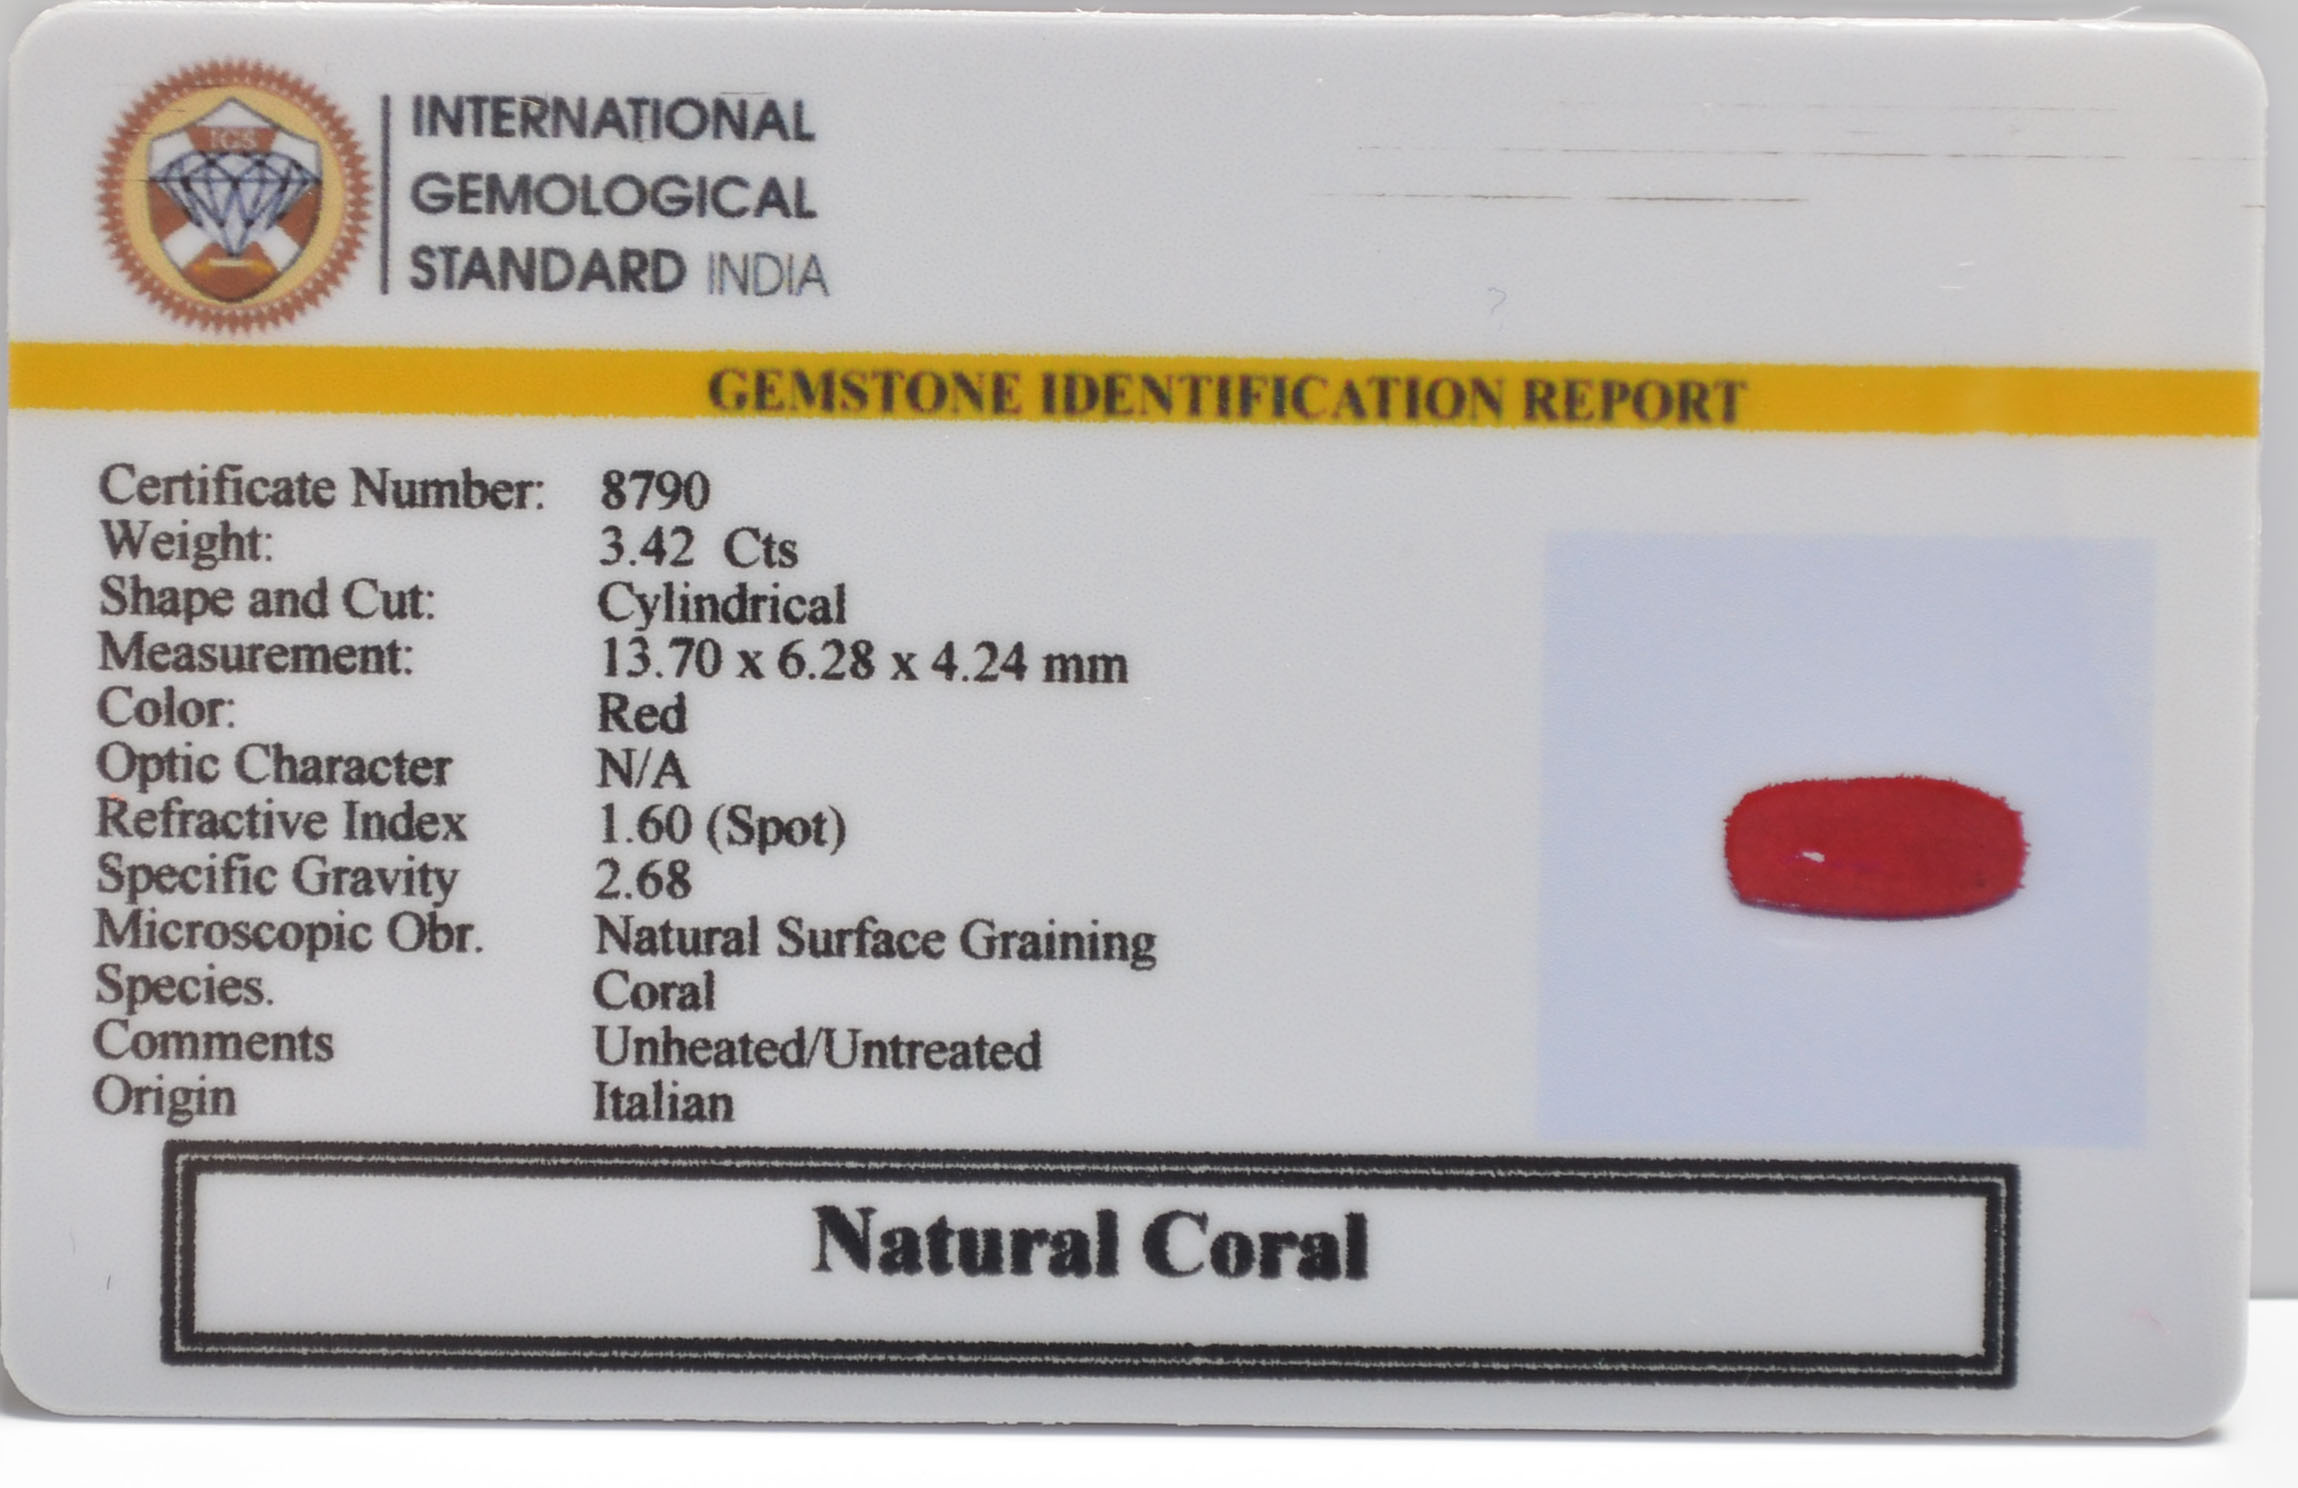 IGS
INTERNATIONAL
GEMOLOGICAL
STANDARD INDIA
GEMSTONE IDENTIFICATION REPORT
Certificate Number: 8790
Weight: 3.42 Cts
Shape and Cut: Cylindrical
Measurement: 13.70 x 6.28 x 4.24 mm
Color: Red
Optic Character N/A
Refractive Index 1.60 (Spot)
Specific Gravity 2.68
Microscopic Obr. Natural Surface Graining
Species. Coral
Comments Unheated/Untreated
Origin Italian
Natural Coral